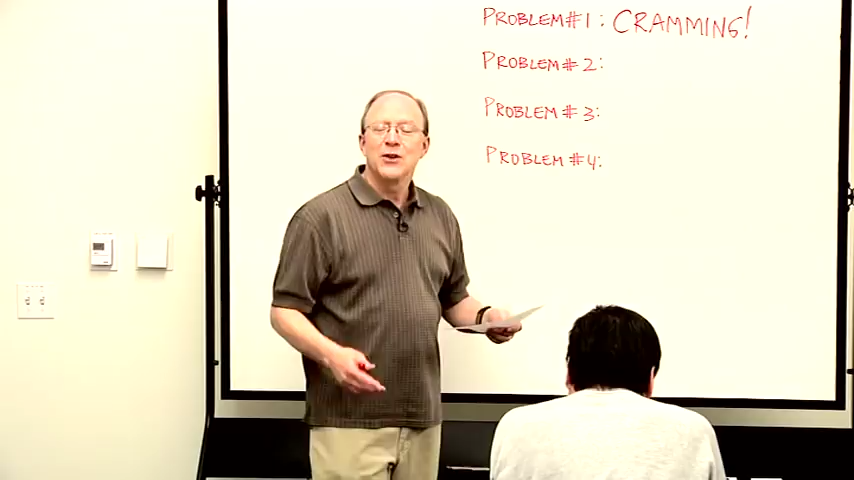 PROBLEM #1: CRAMMING!
PROBLEM # 2:
PROBLEM # 3:
PROBLEM # 4: